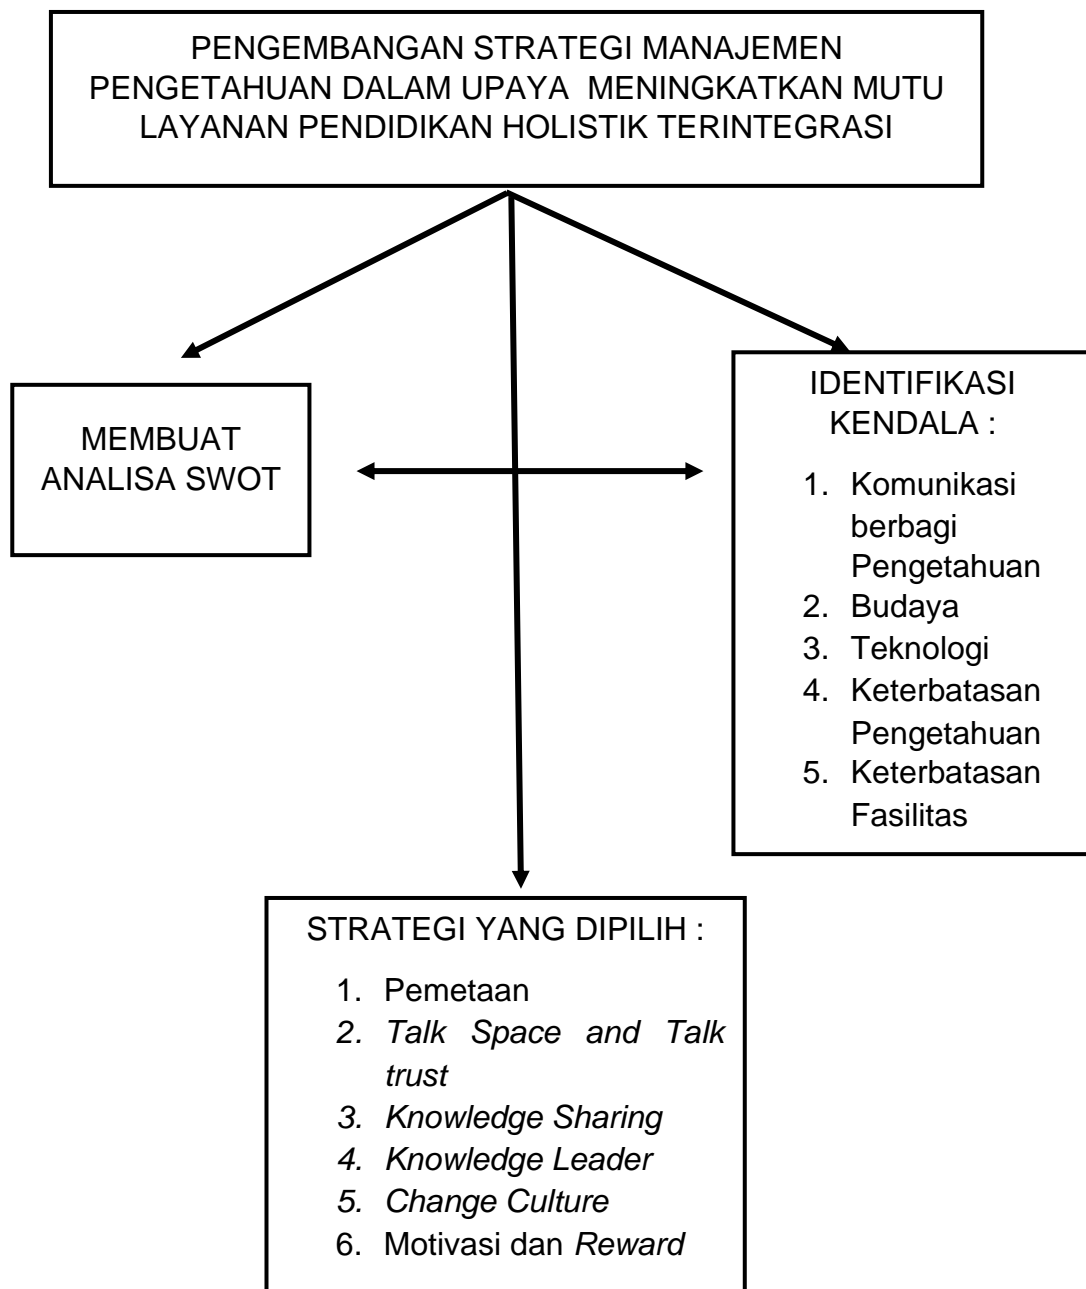 PENGEMBANGAN STRATEGI MANAJEMEN
PENGETAHUAN DALAM UPAYA  MENINGKATKAN MUTU
LAYANAN PENDIDIKAN HOLISTIK TERINTEGRASI
MEMBUAT
ANALISA SWOT
IDENTIFIKASI
KENDALA :
1. Komunikasi
berbagi
Pengetahuan
2. Budaya
3. Teknologi
4. Keterbatasan
Pengetahuan
5. Keterbatasan
Fasilitas
STRATEGI YANG DIPILIH :
1. Pemetaan
2. Talk Space and Talk
trust
3. Knowledge Sharing
4. Knowledge Leader
5. Change Culture
6. Motivasi dan Reward